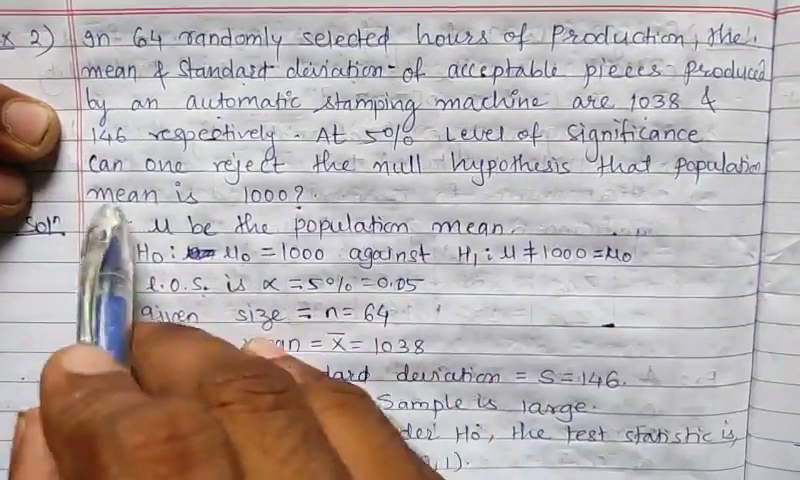 x 2) In 64 randomly selected hours of Production, the
mean & Standard deviation of acceptable pieces produced
by an automatic stamping machine are 1038 &
146 respectively. At 5% level of significance
can one reject the null hypothesis that population
mean is 1000?
Soln μ be the population mean.
H0: μ0 = 1000 against H1: μ ≠ 1000 = μ0
l.o.s. is α = 5% = 0.05
given size = n = 64
= x̄ = 1038
deviation = S = 146.
Sample is large.
H0, the test statistic is,
1).